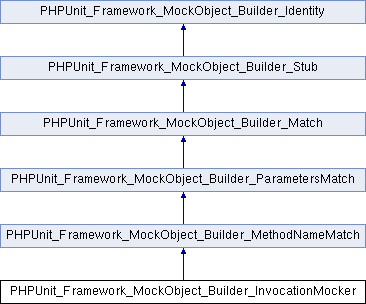 PHPUnit_Framework_MockObject_Builder_Identity
PHPUnit_Framework_MockObject_Builder_Stub
PHPUnit_Framework_MockObject_Builder_Match
PHPUnit_Framework_MockObject_Builder_ParametersMatch
PHPUnit_Framework_MockObject_Builder_MethodNameMatch
PHPUnit_Framework_MockObject_Builder_InvocationMocker